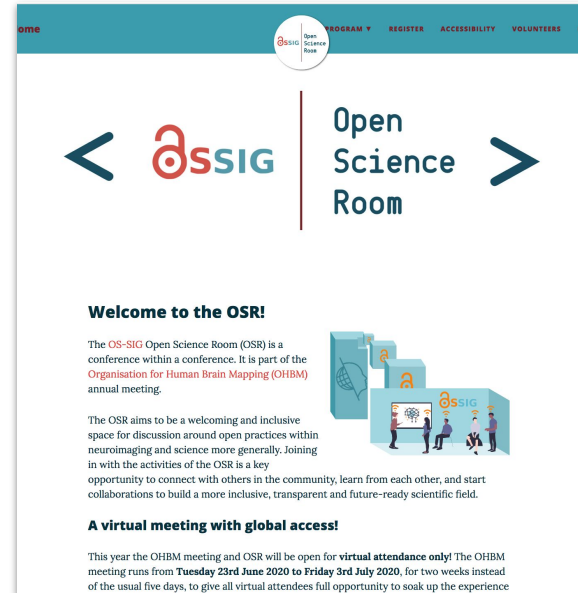 ome
OSSIG
Open
Science
Room
PROGRAM ▼ REGISTER ACCESSIBILITY VOLUNTEERS
< OSSIG
Open
Science
Room >
Welcome to the OSR!
The OS-SIG Open Science Room (OSR) is a
conference within a conference. It is part of the
Organisation for Human Brain Mapping (OHBM)
annual meeting.
OSSIG
The OSR aims to be a welcoming and inclusive
space for discussion around open practices within
neuroimaging and science more generally. Joining
in with the activities of the OSR is a key
opportunity to connect with others in the community, learn from each other, and start
collaborations to build a more inclusive, transparent and future-ready scientific field.
A virtual meeting with global access!
This year the OHBM meeting and OSR will be open for virtual attendance only! The OHBM
meeting runs from Tuesday 23rd June 2020 to Friday 3rd July 2020, for two weeks instead
of the usual five days, to give all virtual attendees full opportunity to soak up the experience